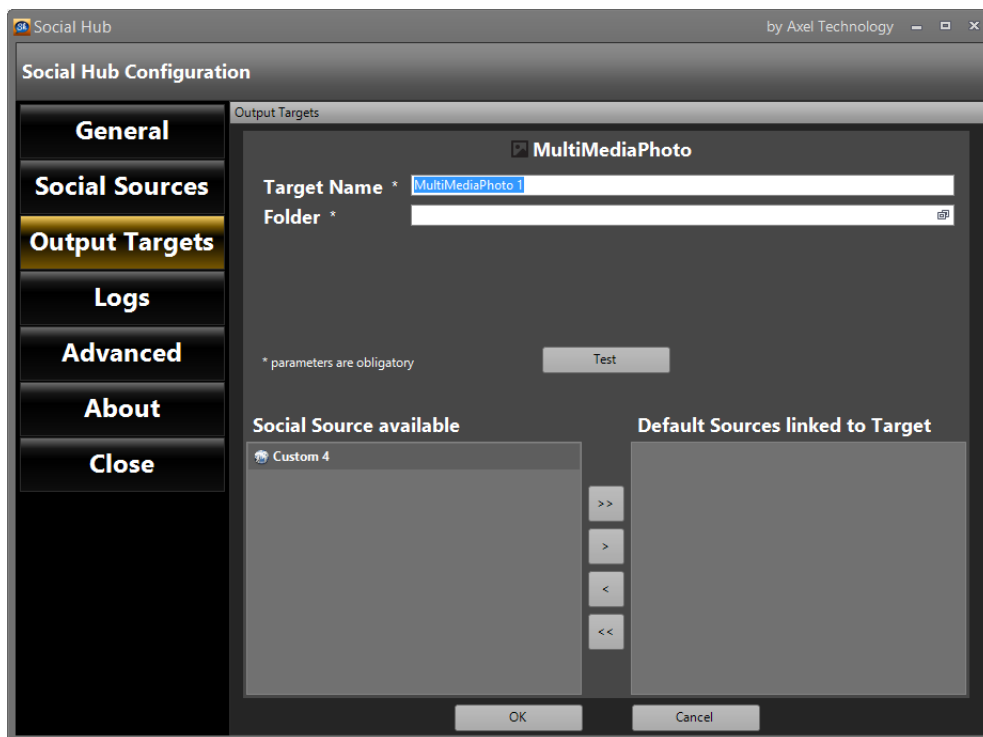 Social Hub by Axel Technology
Social Hub Configuration
General
Social Sources
Output Targets
Logs
Advanced
About
Close
Output Targets
MultiMediaPhoto
Target Name * MultiMediaPhoto 1
Folder *
* parameters are obligatory Test
Social Source available
Custom 4
>>
>
<
<<
Default Sources linked to Target
OK Cancel